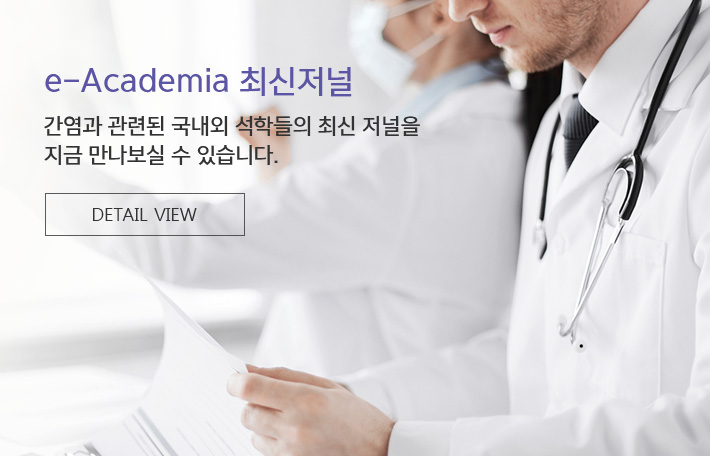 e-Academia 최신저널
간염과 관련된 국내외 석학들의 최신 저널을
지금 만나보실 수 있습니다.
DETAIL VIEW